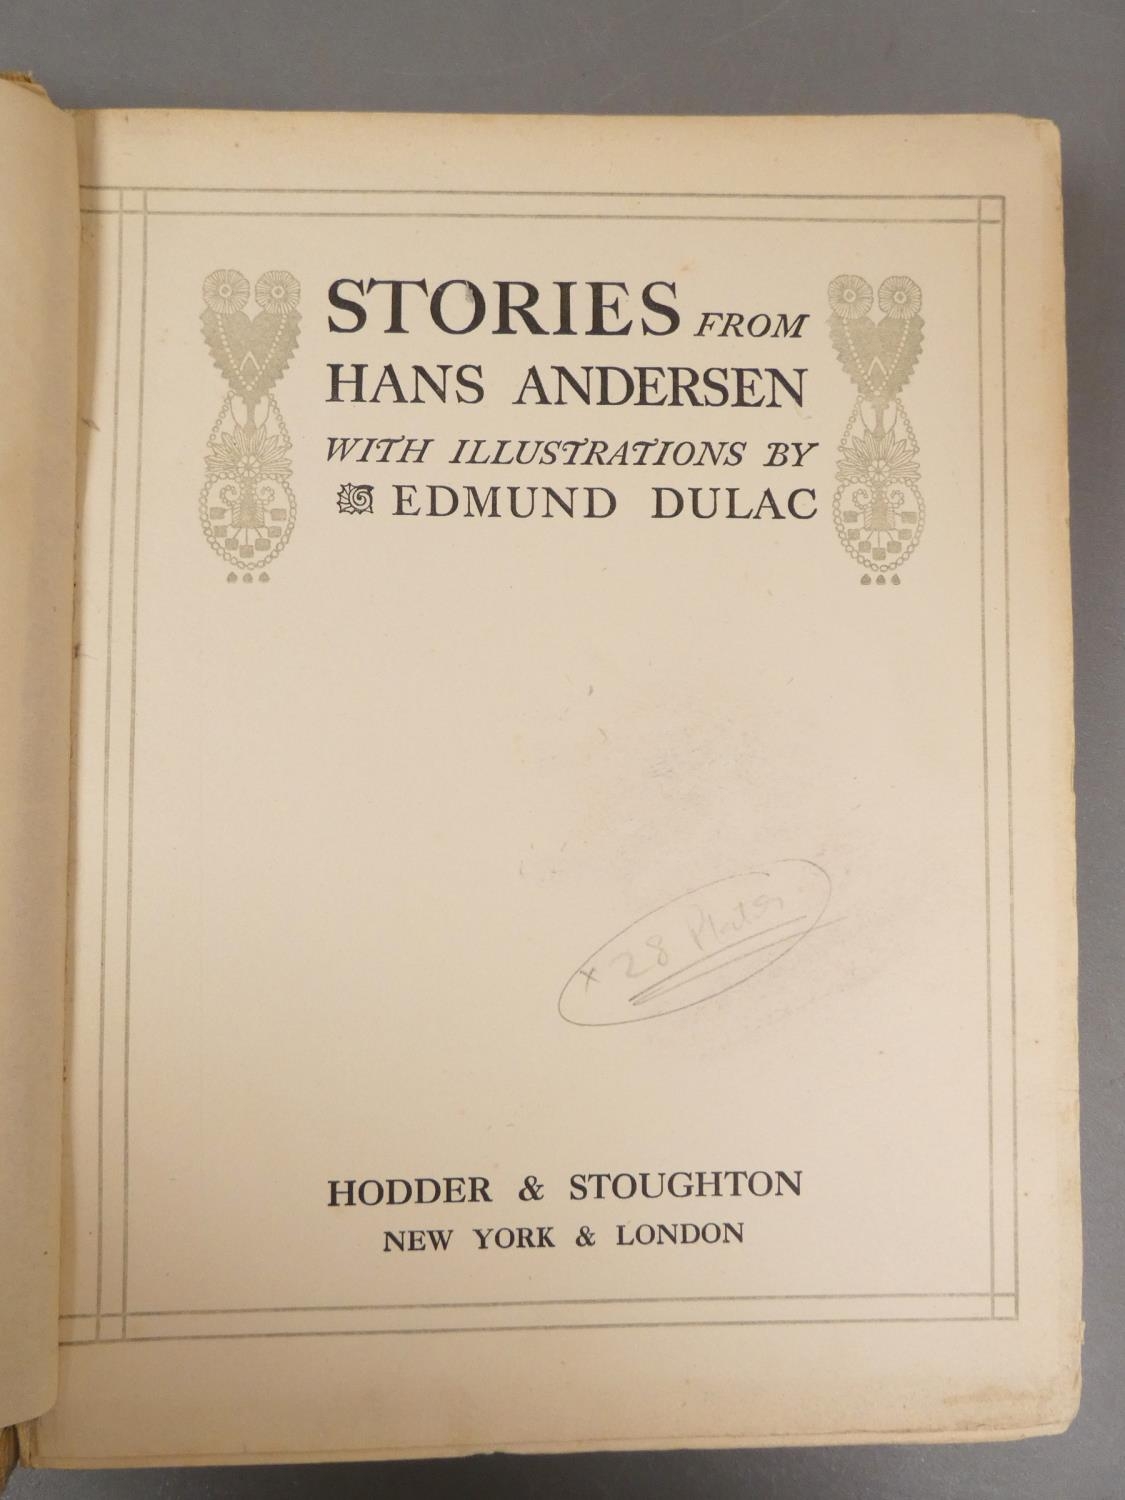 STORIES FROM
HANS ANDERSEN
WITH ILLUSTRATIONS BY
EDMUND DULAC
x 28 Plates
HODDER & STOUGHTON
NEW YORK & LONDON